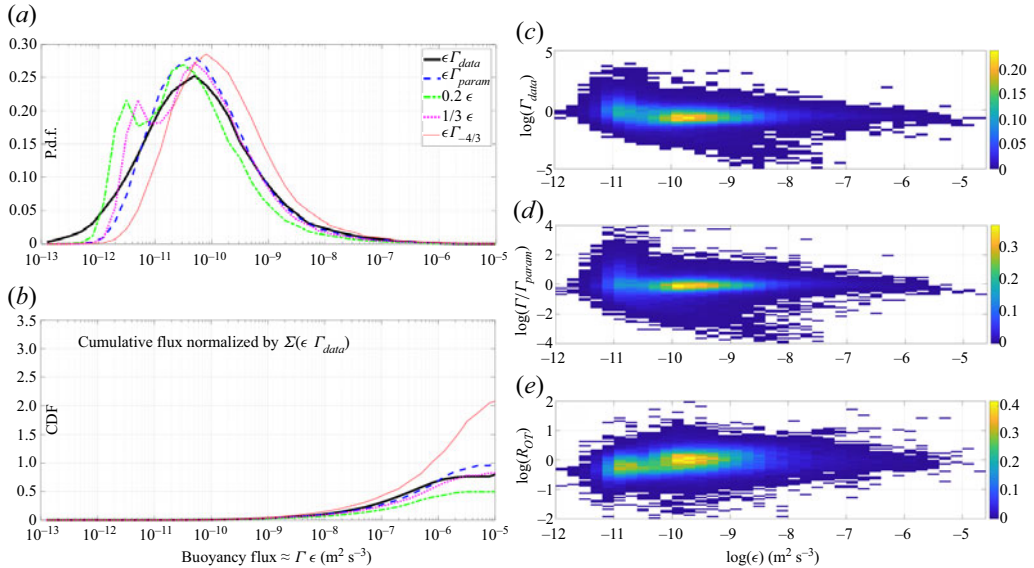 (a)
0.30
0.25
0.20
0.15
0.10
0.05
0
P.d.f.
ϵΓdata
ϵΓparam
0.2 ϵ
1/3 ϵ
ϵΓ−4/3
10−13 10−12 10−11 10−10 10−9 10−8 10−7 10−6 10−5
(b)
3.5
3.0
2.5
2.0
1.5
1.0
0.5
0
CDF
Cumulative flux normalized by Σ(ϵ Γdata)
10−13 10−12 10−11 10−10 10−9 10−8 10−7 10−6 10−5
Buoyancy flux ≈ Γ ϵ (m2 s−3)
(c)
5
0
−5
log(Γdata)
−12 −11 −10 −9 −8 −7 −6 −5
0.20
0.15
0.10
0.05
0
(d)
4
2
0
−2
−4
log(Γ/Γparam)
−12 −11 −10 −9 −8 −7 −6 −5
0.3
0.2
0.1
0
(e)
2
1
0
−1
−2
log(ROT)
−12 −11 −10 −9 −8 −7 −6 −5
log(ϵ) (m2 s−3)
0.4
0.3
0.2
0.1
0